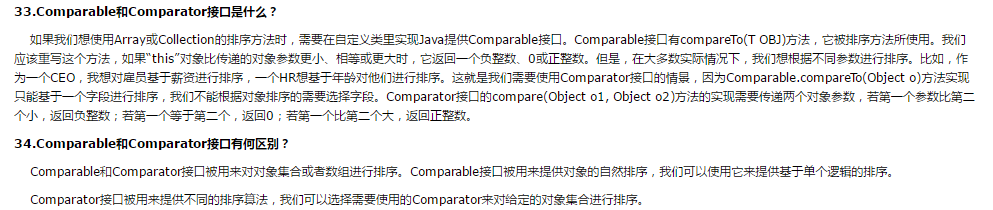 33.Comparable和Comparator接口是什么？
如果我们想使用Array或Collection的排序方法时，需要在自定义类里实现Java提供Comparable接口。Comparable接口有compareTo(T OBJ)方法，它被排序方法所使用。我们
应该重写这个方法，如果“this”对象比传递的对象参数更小、相等或更大时，它返回一个负整数、0或正整数。但是，在大多数实际情况下，我们想根据不同参数进行排序。比如，作
为一个CEO，我想对雇员基于薪资进行排序，一个HR想基于年龄对他们进行排序。这就是我们需要使用Comparator接口的情景，因为Comparable.compareTo(Object o)方法实现
只能基于一个字段进行排序，我们不能根据对象排序的需要选择字段。Comparator接口的compare(Object o1, Object o2)方法的实现需要传递两个对象参数，若第一个参数比第二
个小，返回负整数；若第一个等于第二个，返回0；若第一个比第二个大，返回正整数。
34.Comparable和Comparator接口有何区别？
Comparable和Comparator接口被用来对对象集合或者数组进行排序。Comparable接口被用来提供对象的自然排序，我们可以使用它来提供基于单个逻辑的排序。
Comparator接口被用来提供不同的排序算法，我们可以选择需要使用的Comparator来对给定的对象集合进行排序。